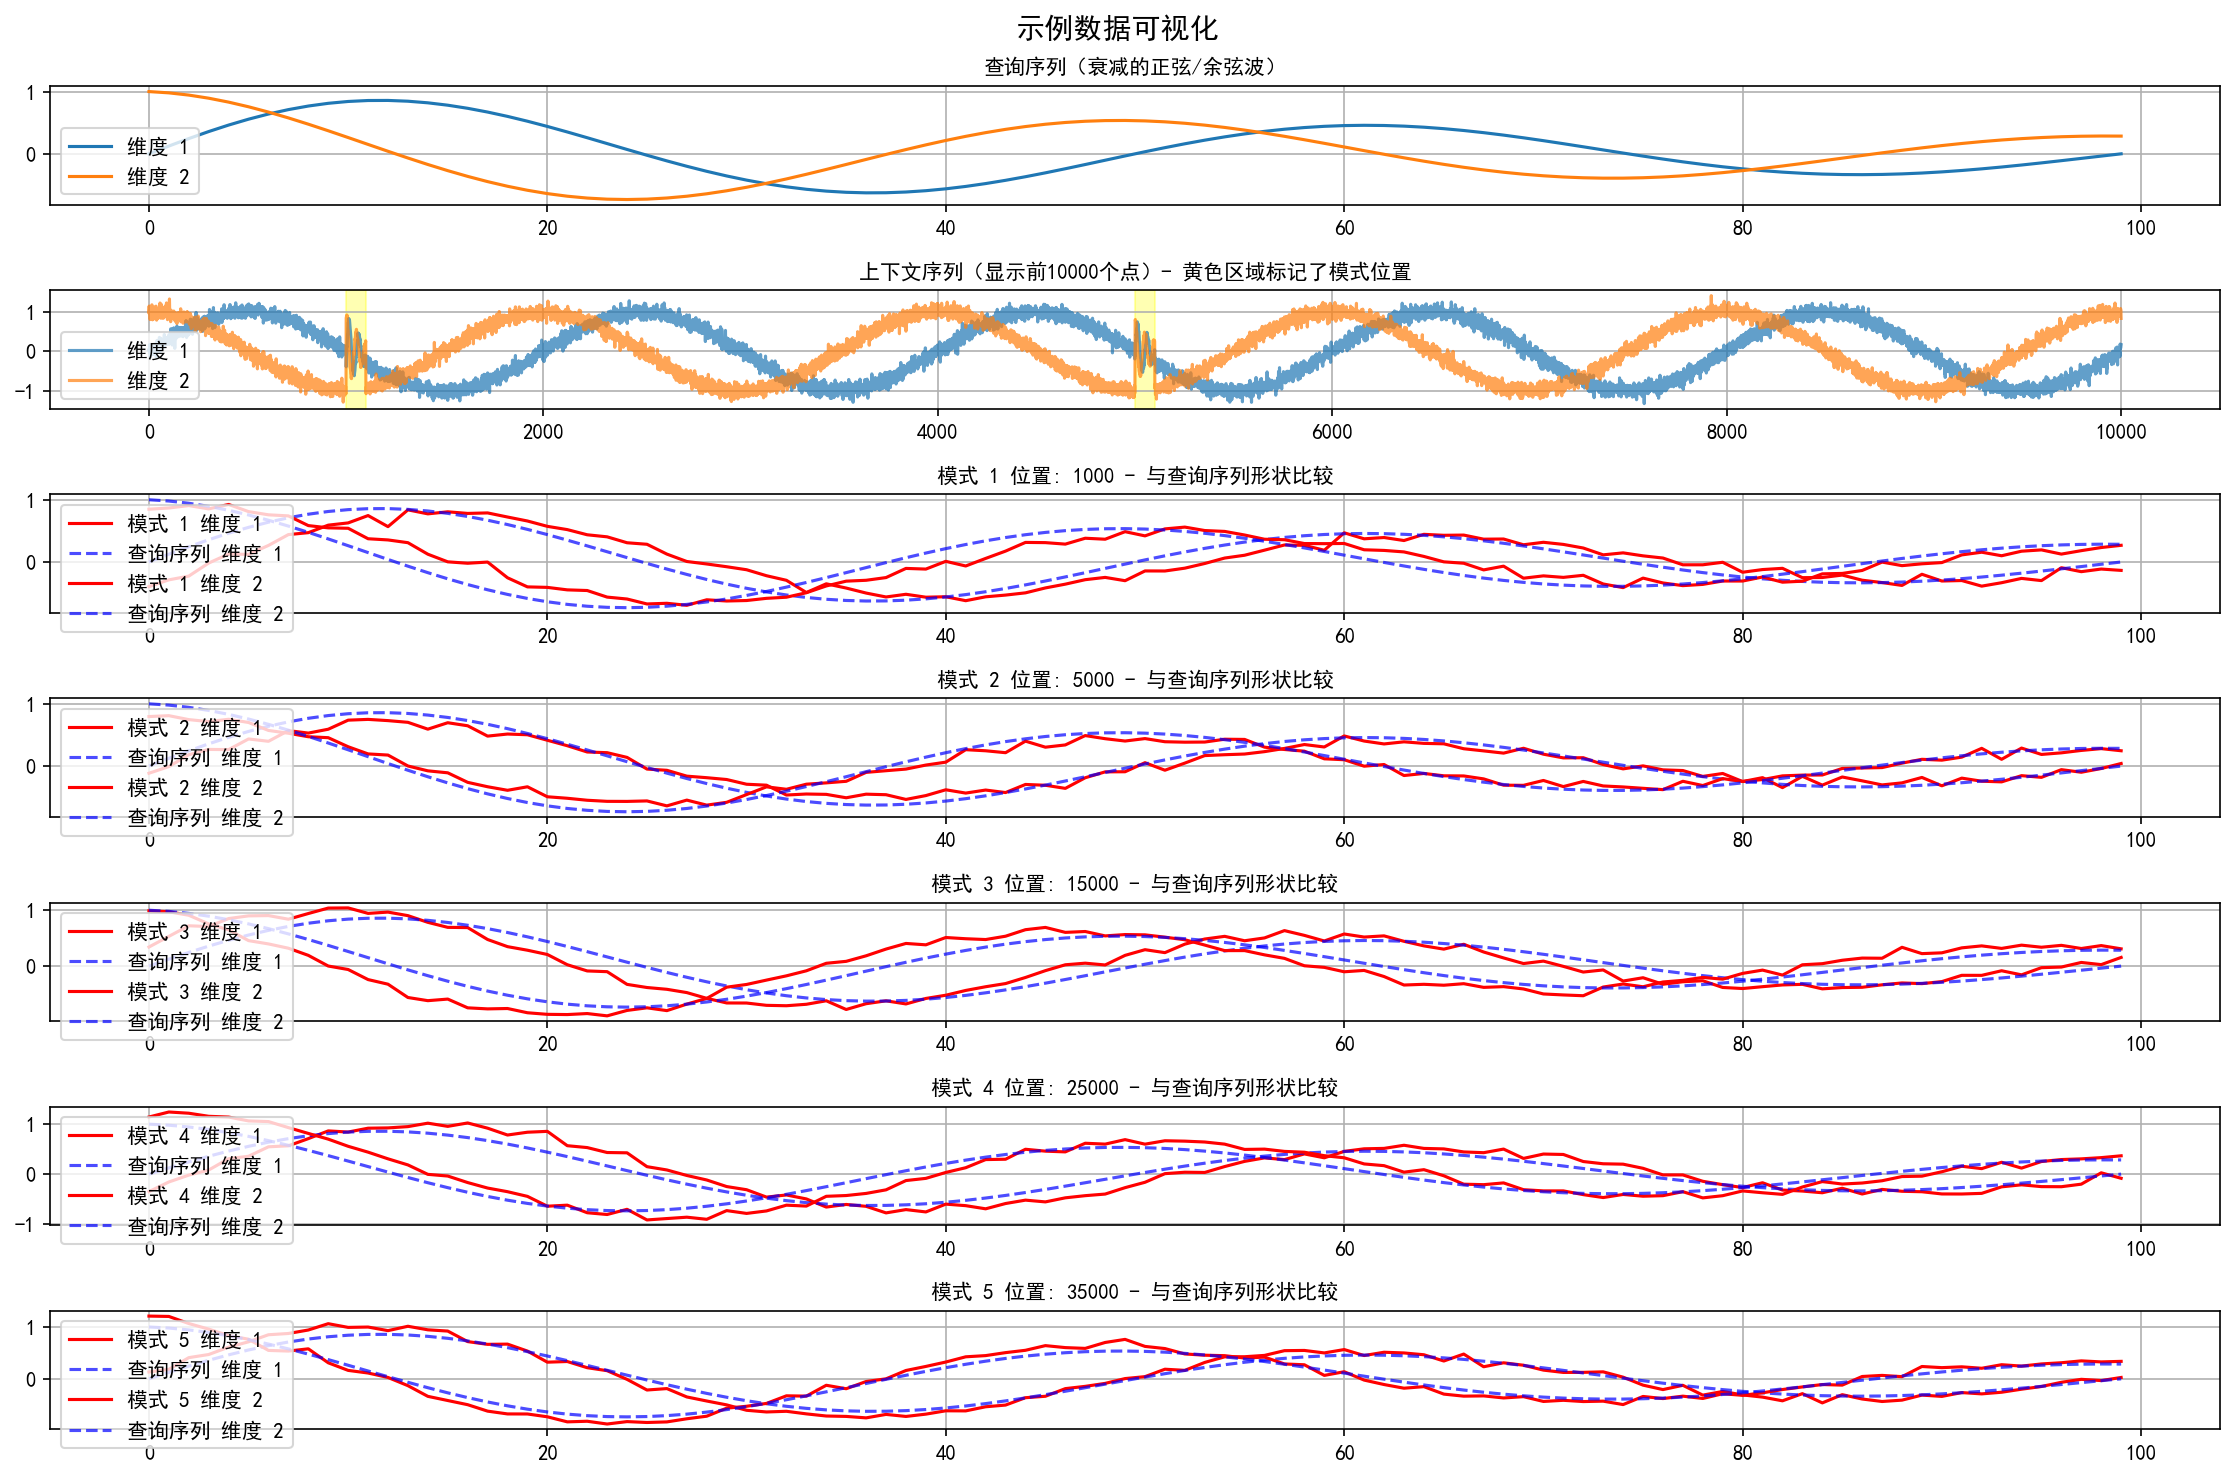 示例数据可视化
查询序列（衰减的正弦/余弦波）
1
0
维度 1
维度 2
0 20 40 60 80 100
上下文序列（显示前10000个点）- 黄色区域标记了模式位置
1
0
-1
维度 1
维度 2
0 2000 4000 6000 8000 10000
模式 1 位置: 1000 - 与查询序列形状比较
1
0
模式 1 维度 1
查询序列 维度 1
模式 1 维度 2
查询序列 维度 2
0 20 40 60 80 100
模式 2 位置: 5000 - 与查询序列形状比较
1
0
模式 2 维度 1
查询序列 维度 1
模式 2 维度 2
查询序列 维度 2
0 20 40 60 80 100
模式 3 位置: 15000 - 与查询序列形状比较
1
0
模式 3 维度 1
查询序列 维度 1
模式 3 维度 2
查询序列 维度 2
0 20 40 60 80 100
模式 4 位置: 25000 - 与查询序列形状比较
1
0
-1
模式 4 维度 1
查询序列 维度 1
模式 4 维度 2
查询序列 维度 2
0 20 40 60 80 100
模式 5 位置: 35000 - 与查询序列形状比较
1
0
模式 5 维度 1
查询序列 维度 1
模式 5 维度 2
查询序列 维度 2
0 20 40 60 80 100